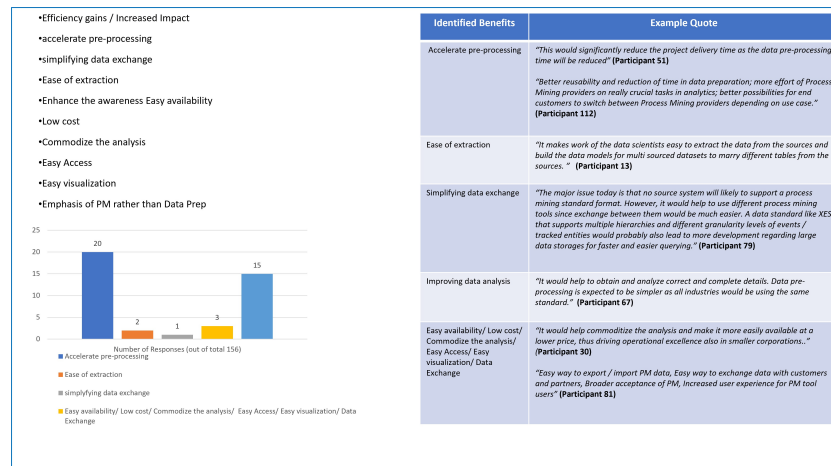 •Efficiency gains / Increased Impact
•accelerate pre-processing
•simplifying data exchange
•Ease of extraction
•Enhance the awareness Easy availability
•Low cost
•Commodize the analysis
•Easy Access
•Easy visualization
•Emphasis of PM rather than Data Prep
25
20
15
10
5
0
20
2
1
3
15
Number of Responses (out of total 156)
Accelerate pre-processing
Ease of extraction
simplyfying data exchange
Easy availability/ Low cost/ Commodize the analysis/ Easy Access/ Easy visualization/ Data
Exchange
Identified Benefits
Example Quote
Accelerate pre-processing
“This would significantly reduce the project delivery time as the data pre-processing
time will be reduced” (Participant 51)
“Better reusability and reduction of time in data preparation; more effort of Process
Mining providers on really crucial tasks in analytics; better possibilities for end
customers to switch between Process Mining providers depending on use case.”
(Participant 112)
Ease of extraction
“It makes work of the data scientists easy to extract the data from the sources and
build the data models for multi sourced datasets to marry different tables from the
sources. ” (Participant 13)
Simplifying data exchange
“The major issue today is that no source system will likely to support a process
mining standard format. However, it would help to use different process mining
tools since exchange between them would be much easier. A data standard like XES
that supports multiple hierarchies and different granularity levels of events /
tracked entities would probably also lead to more development regarding large
data storages for faster and easier querying.” (Participant 79)
Improving data analysis
“It would help to obtain and analyze correct and complete details. Data pre-
processing is expected to be simpler as all industries would be using the same
standard.” (Participant 67)
Easy availability/ Low cost/
Commodize the analysis/
Easy Access/ Easy
visualization/ Data
Exchange
“It would help commoditize the analysis and make it more easily available at a
lower price, thus driving operational excellence also in smaller corporations..”
(Participant 30)
“Easy way to export / import PM data, Easy way to exchange data with customers
and partners, Broader acceptance of PM, Increased user experience for PM tool
users” (Participant 81)